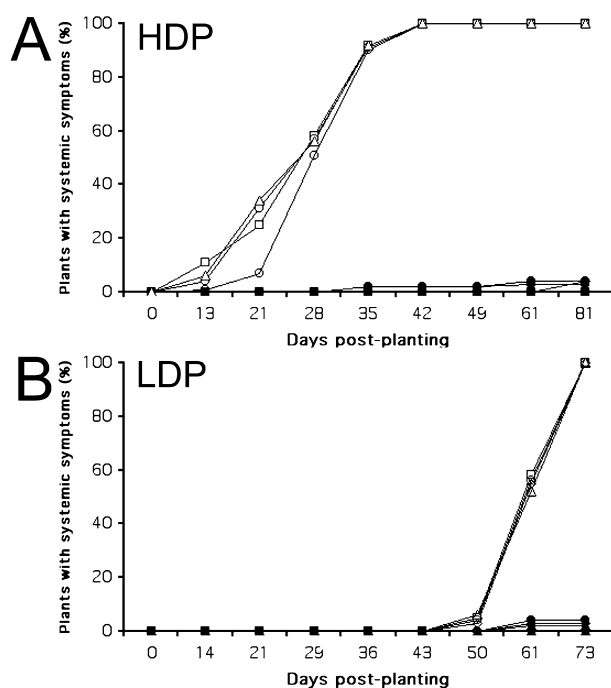 A HDP
Plants with systemic symptoms (%)
100
80
60
40
20
0
0 13 21 28 35 42 49 61 81
Days post-planting
B LDP
Plants with systemic symptoms (%)
100
80
60
40
20
0
0 14 21 29 36 43 50 61 73
Days post-planting